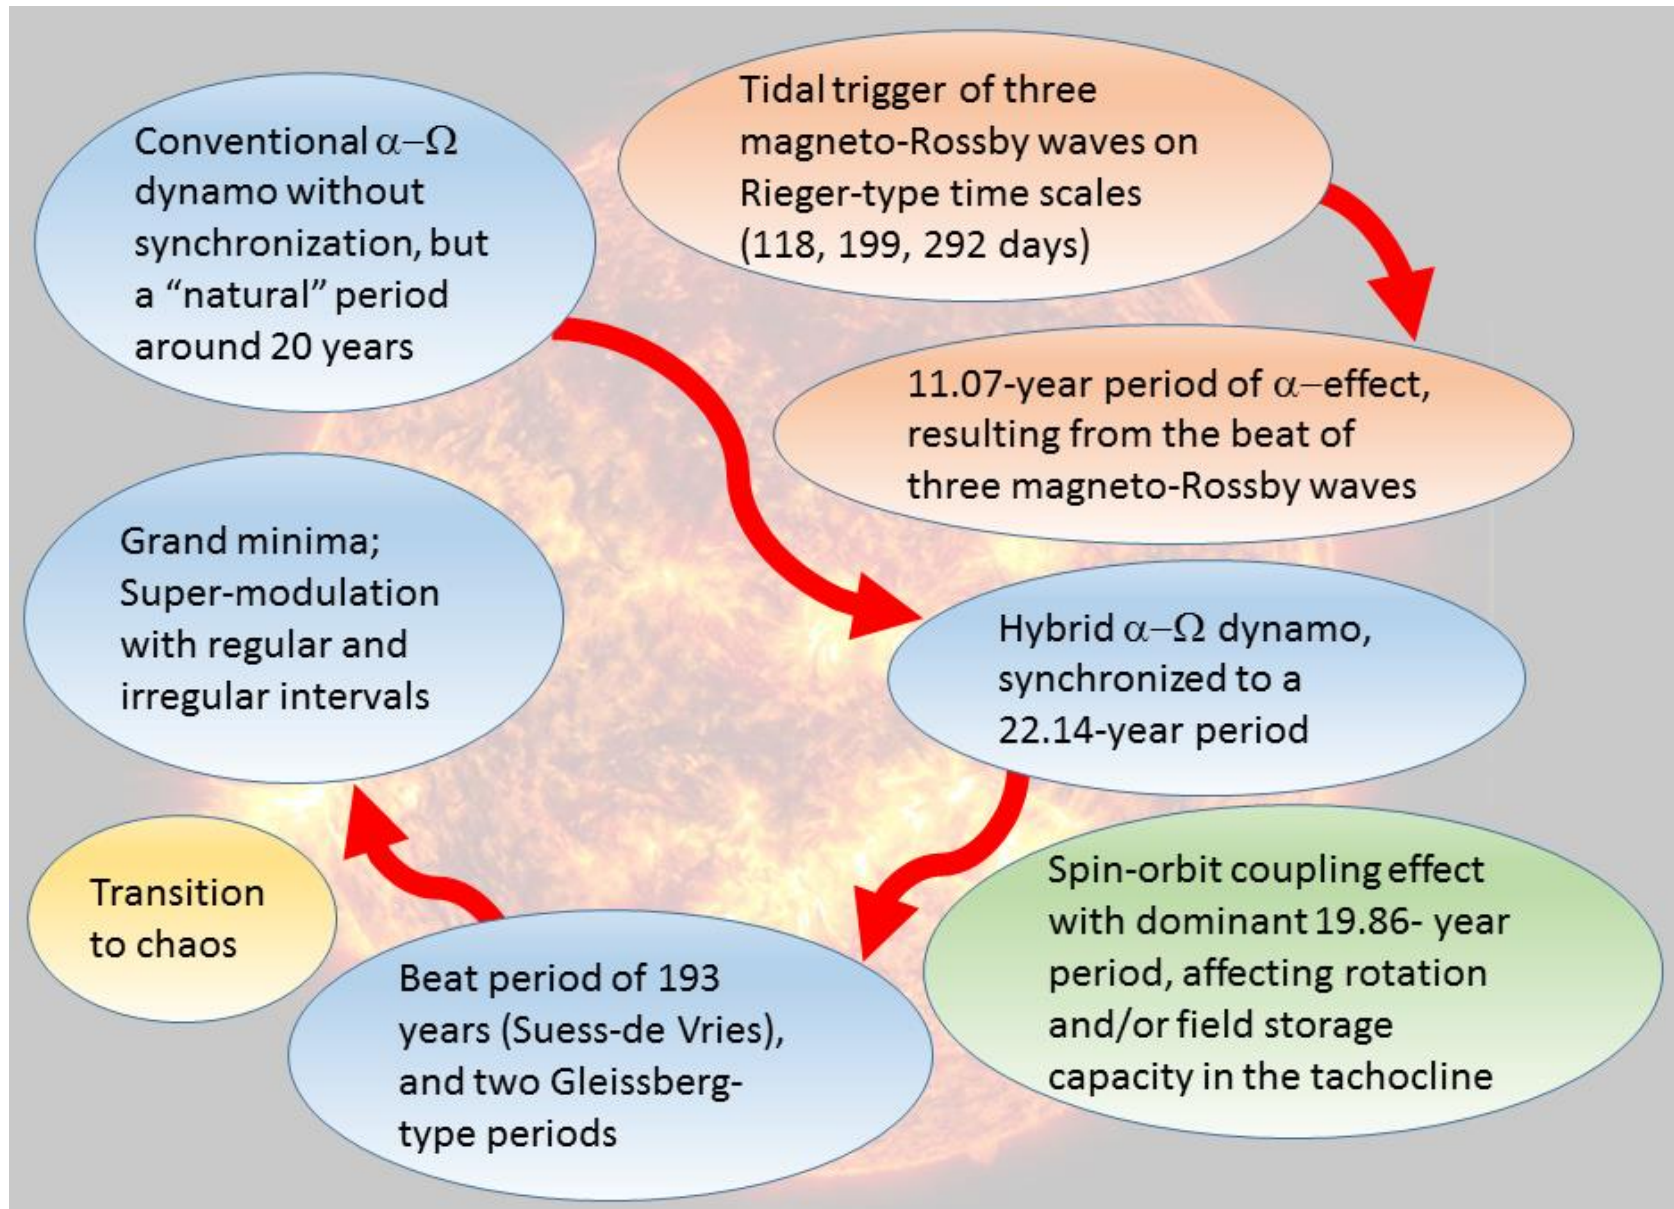 Conventional α−Ω
dynamo without
synchronization, but
a “natural” period
around 20 years
Tidal trigger of three
magneto-Rossby waves on
Rieger-type time scales
(118, 199, 292 days)
11.07-year period of α−effect,
resulting from the beat of
three magneto-Rossby waves
Grand minima;
Super-modulation
with regular and
irregular intervals
Hybrid α−Ω dynamo,
synchronized to a
22.14-year period
Spin-orbit coupling effect
with dominant 19.86- year
period, affecting rotation
and/or field storage
capacity in the tachocline
Transition
to chaos
Beat period of 193
years (Suess-de Vries),
and two Gleissberg-
type periods